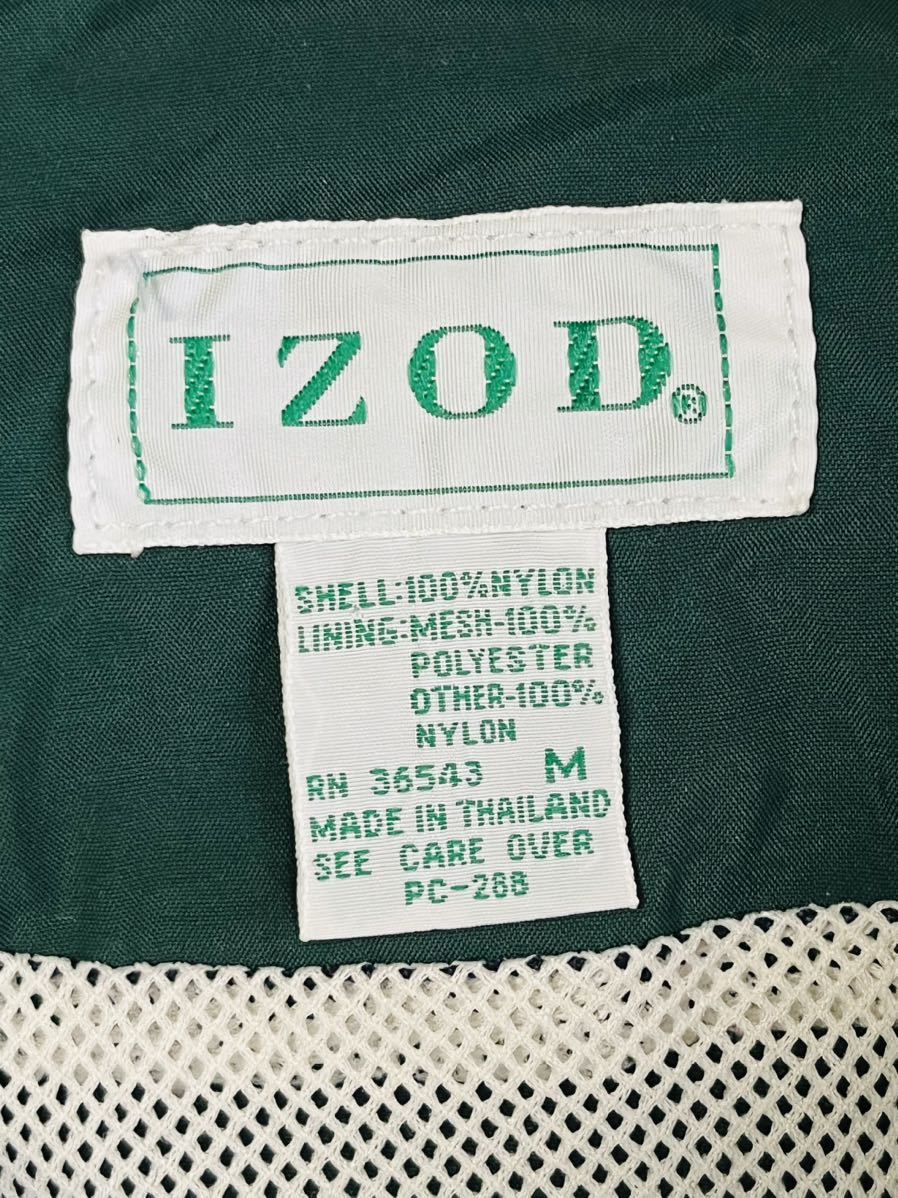 IZOD®
SHELL:100%NYLON
LINING:MESH-100%
POLYESTER
OTHER-100%
NYLON
RN 36543 M
MADE IN THAILAND
SEE CARE OVER
PC-288